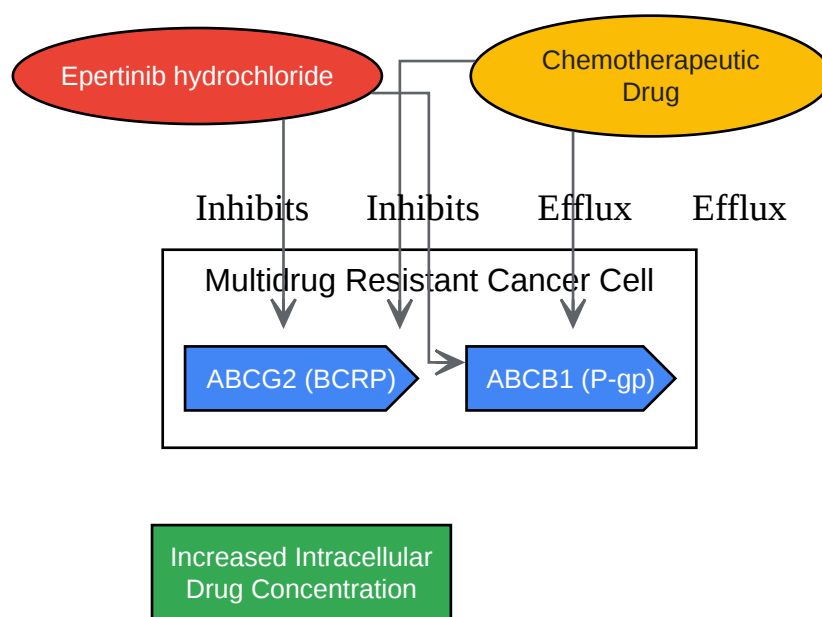 Epertinib hydrochloride
Chemotherapeutic
Drug
Inhibits
Inhibits
Efflux
Efflux
Multidrug Resistant Cancer Cell
ABCG2 (BCRP)
ABCB1 (P-gp)
Increased Intracellular
Drug Concentration